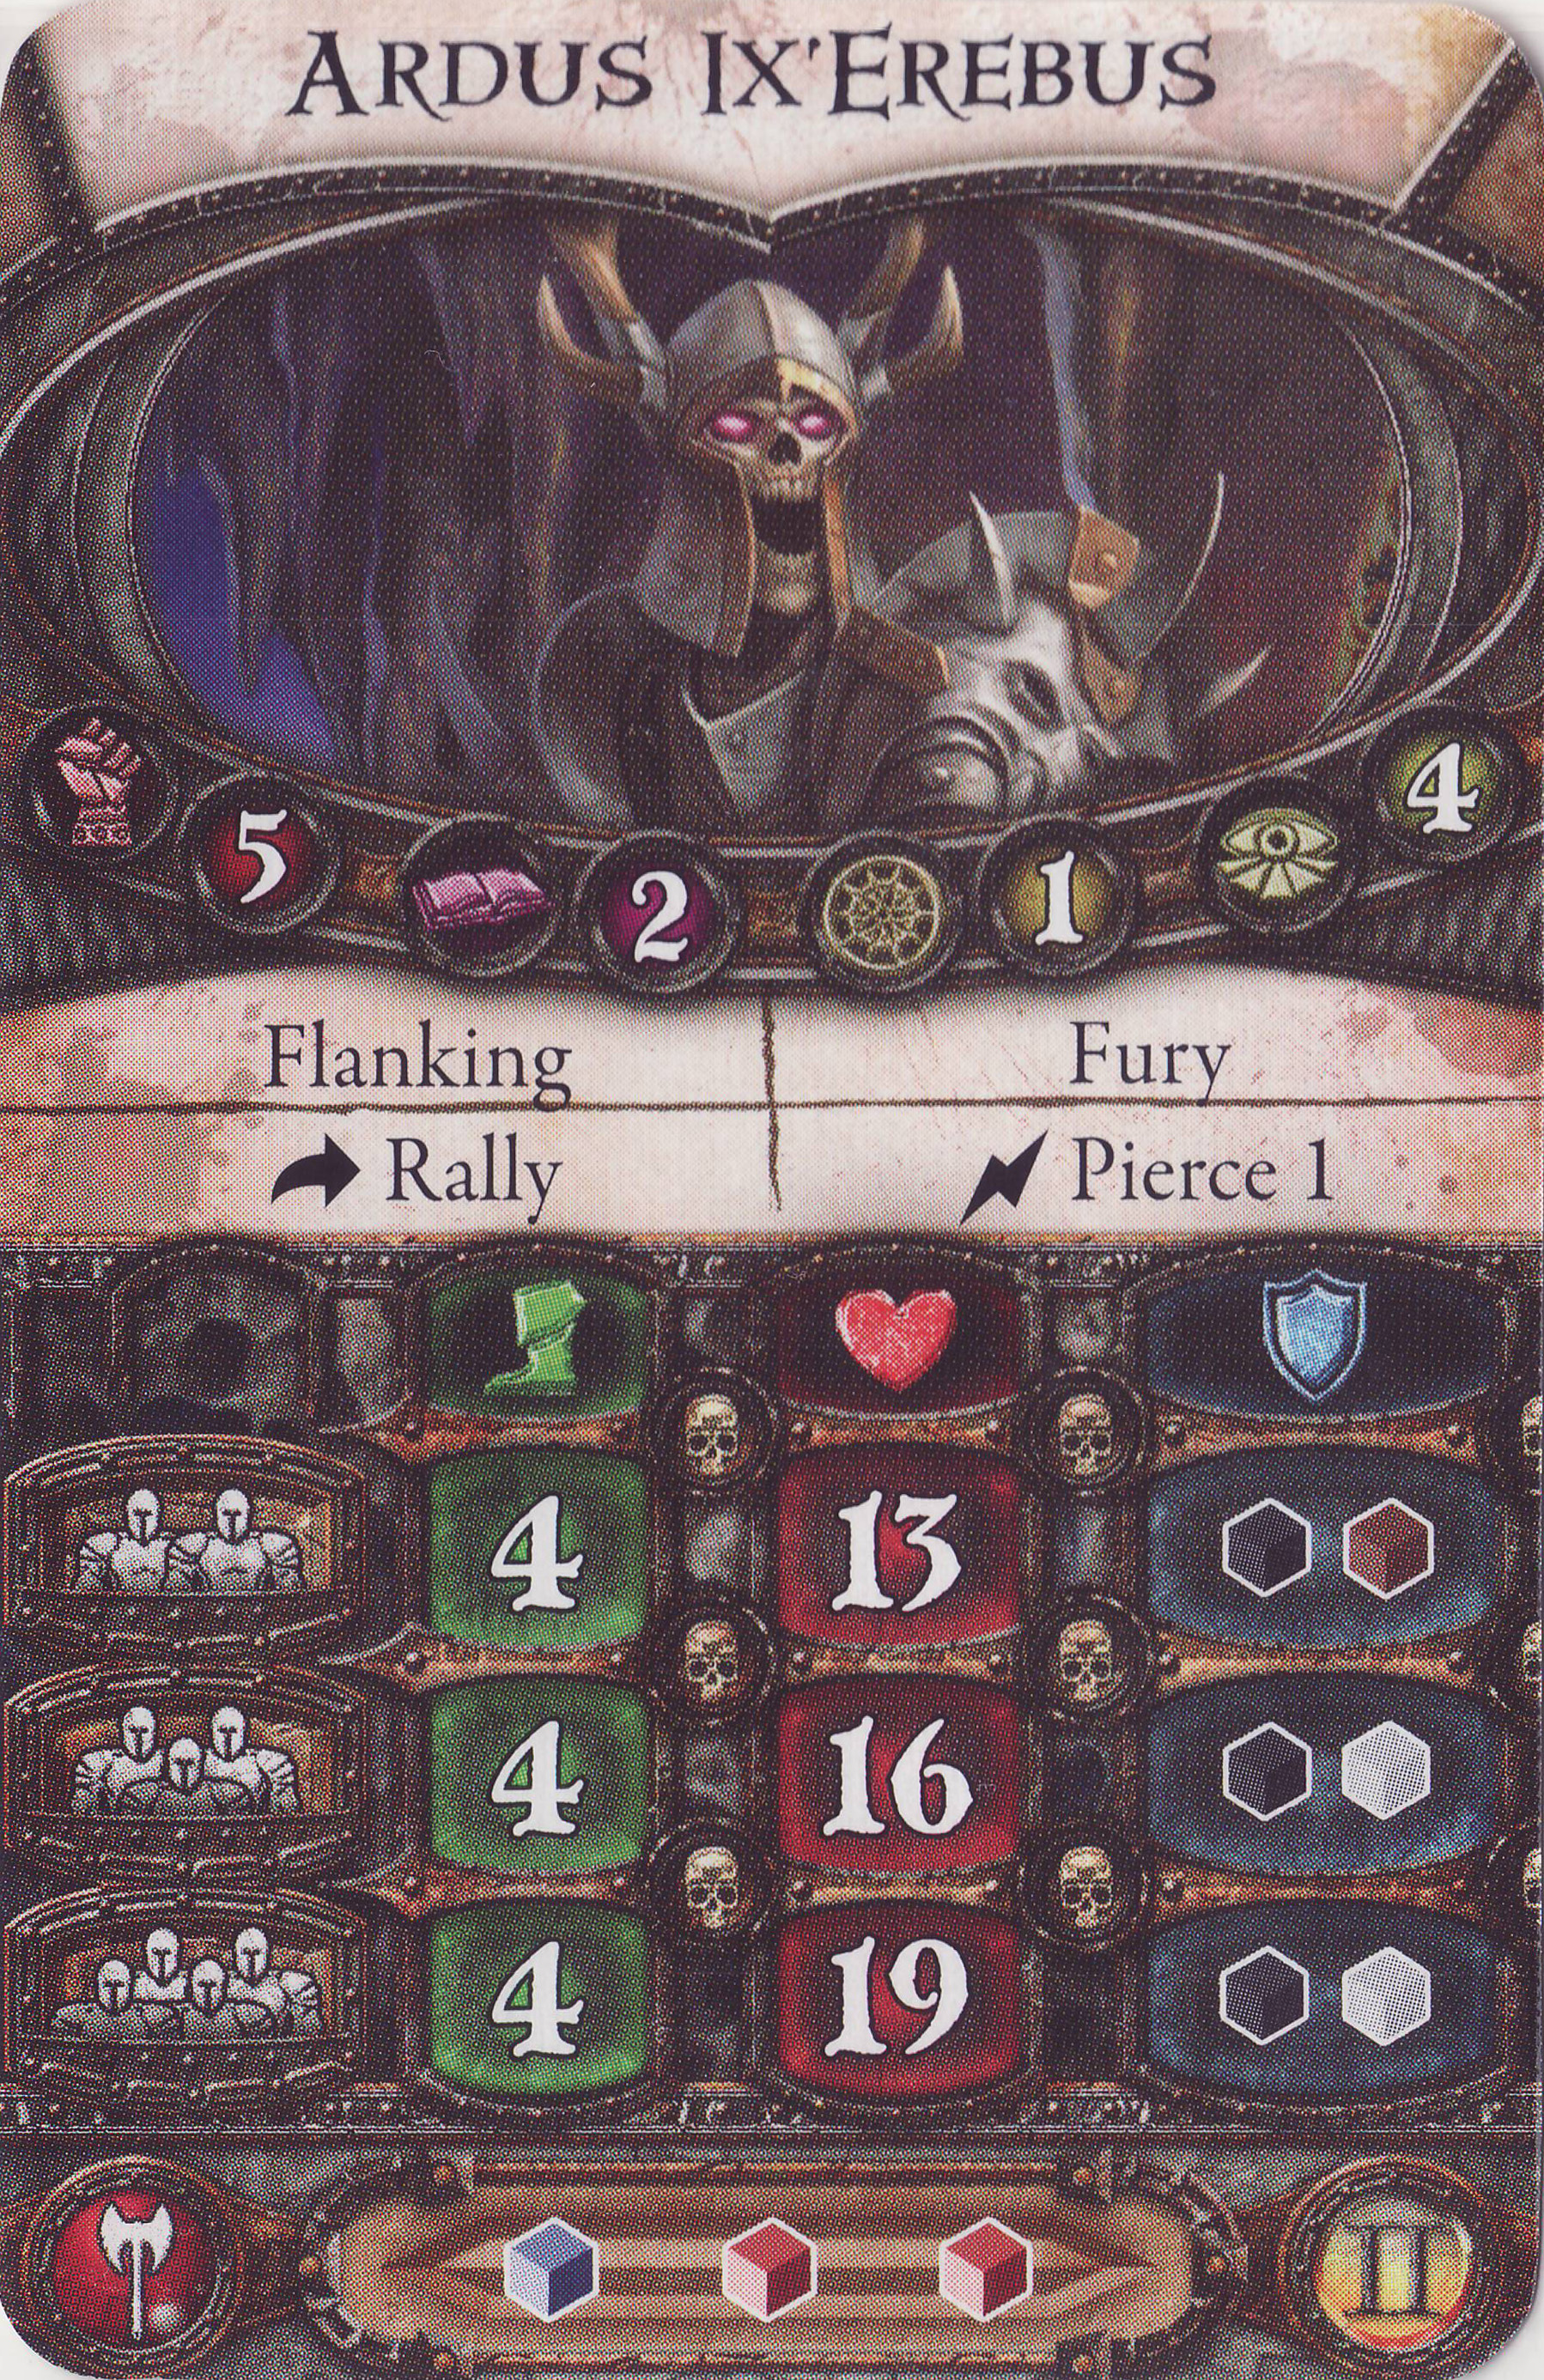 ARDUS IX'EREBUS
5 2 1 4
Flanking Fury
Rally Pierce 1
4 13
4 16
4 19
II